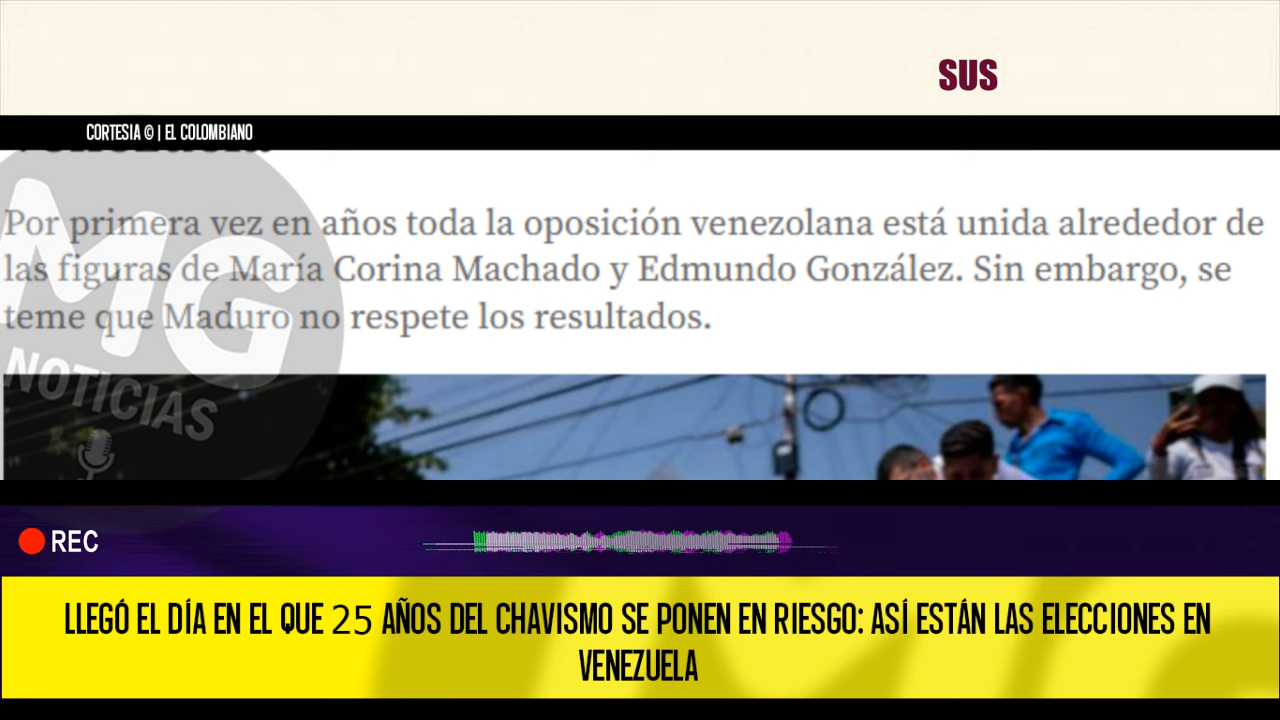 SUS
CORTESIA © | EL COLOMBIANO
Por primera vez en años toda la oposición venezolana está unida alrededor de
las figuras de María Corina Machado y Edmundo González. Sin embargo, se
teme que Maduro no respete los resultados.
MG
NOTICIAS
REC
LLEGÓ EL DÍA EN EL QUE 25 AÑOS DEL CHAVISMO SE PONEN EN RIESGO: ASÍ ESTÁN LAS ELECCIONES EN
VENEZUELA